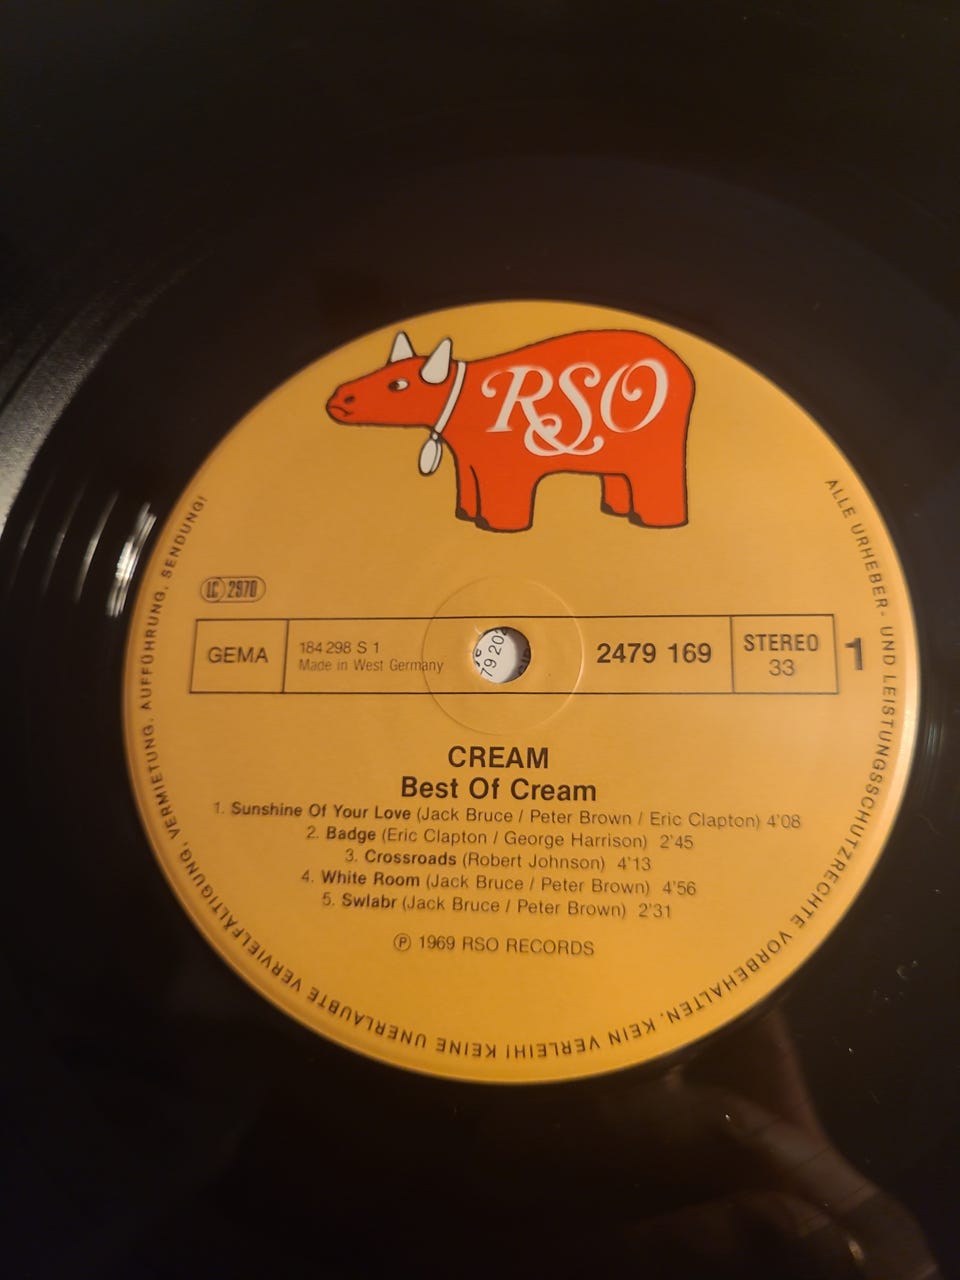 RSO
LC 2970
GEMA
184 298 S 1
Made in West Germany
79 202
2479 169
STEREO
33
1
CREAM
Best Of Cream
1. Sunshine Of Your Love (Jack Bruce / Peter Brown / Eric Clapton) 4'08
2. Badge (Eric Clapton / George Harrison) 2'45
3. Crossroads (Robert Johnson) 4'13
4. White Room (Jack Bruce / Peter Brown) 4'56
5. Swlabr (Jack Bruce / Peter Brown) 2'31
℗ 1969 RSO RECORDS
ALLE URHEBER- UND LEISTUNGSSCHUTZRECHTE VORBEHALTEN. KEIN VERLEIH! KEINE UNERLAUBTE VERVIELFÄLTIGUNG, VERMIETUNG, AUFFÜHRUNG, SENDUNG!